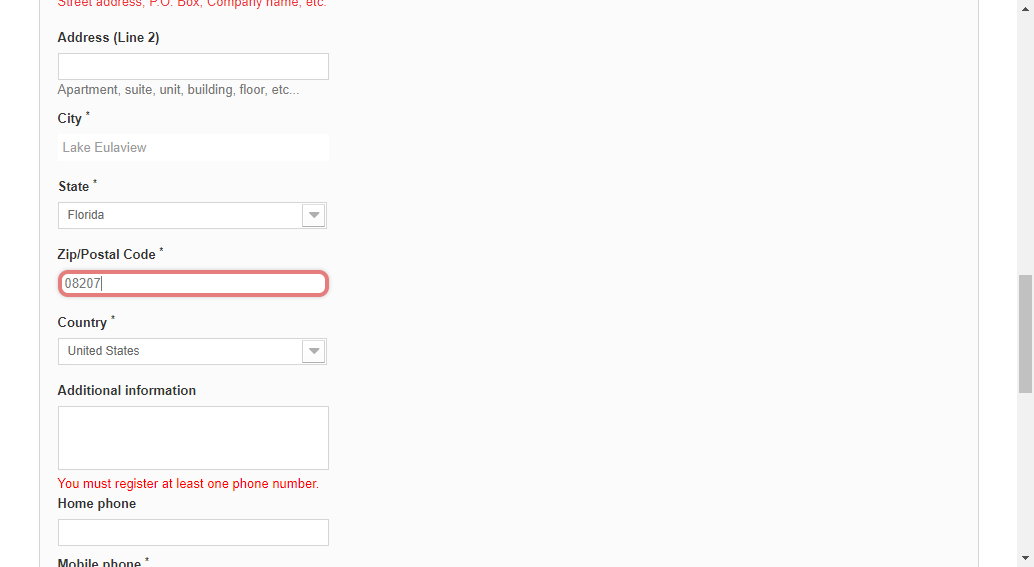 Street address, P.O. Box, Company name, etc.
Address (Line 2)
Apartment, suite, unit, building, floor, etc...
City *
Lake Eulaview
State *
Florida
Zip/Postal Code *
08207
Country *
United States
Additional information
You must register at least one phone number.
Home phone
Mobile phone *